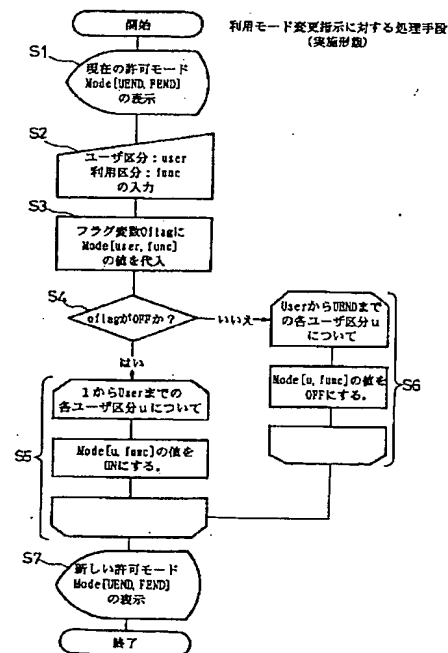 開始
利用モード変更指示に対する処理手段
(実施形態)
S1
現在の許可モード
Mode[UEND, FEND]
の表示
S2
ユーザ区分：user
利用区分：func
の入力
S3
フラグ変数Oflagに
Mode[user, func]
の値を代入
S4
oflagがOFFか？
いいえ
はい
UserからUENDまで
の各ユーザ区分u
について
Mode[u, func]の値を
OFFにする。
S6
1からUserまでの
各ユーザ区分uについて
Mode[u, func]の値を
ONにする。
S5
S7
新しい許可モード
Mode[UEND, FEND]
の表示
終了